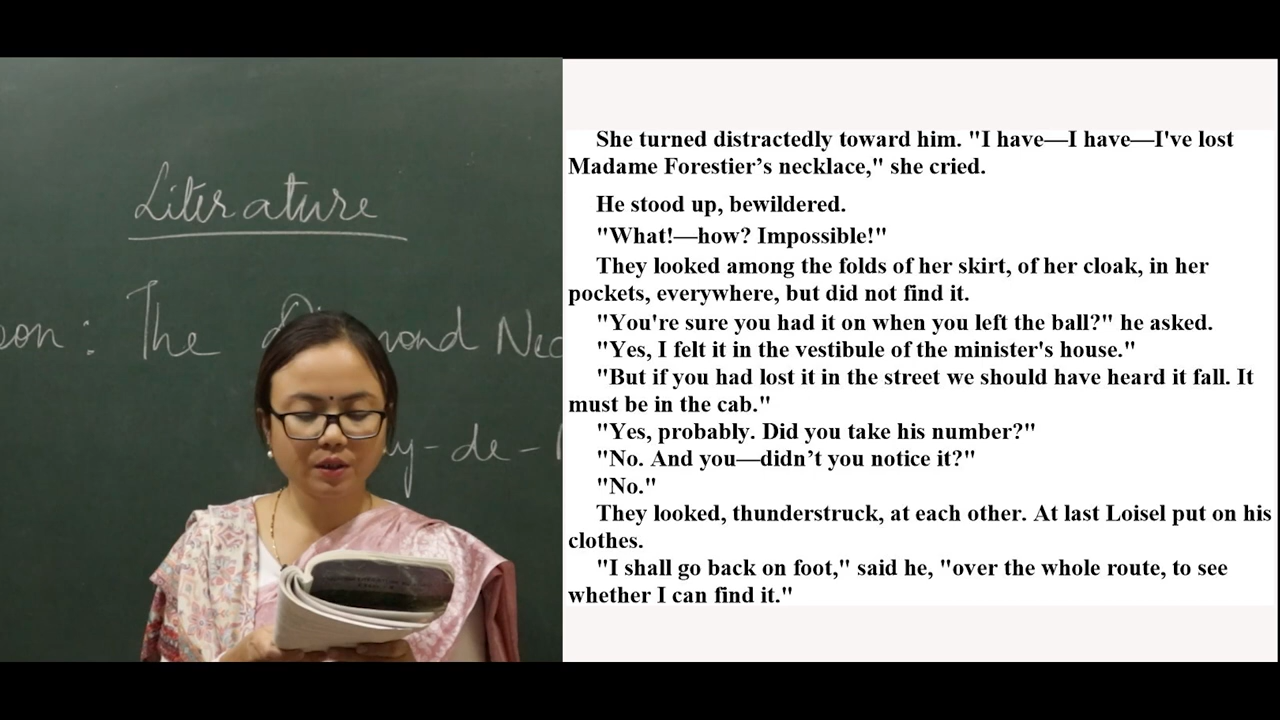 Literature
son: The Diamond Nec
y-de-M
She turned distractedly toward him. "I have—I have—I've lost
Madame Forestier’s necklace," she cried.
He stood up, bewildered.
"What!—how? Impossible!"
They looked among the folds of her skirt, of her cloak, in her
pockets, everywhere, but did not find it.
"You're sure you had it on when you left the ball?" he asked.
"Yes, I felt it in the vestibule of the minister's house."
"But if you had lost it in the street we should have heard it fall. It
must be in the cab."
"Yes, probably. Did you take his number?"
"No. And you—didn’t you notice it?"
"No."
They looked, thunderstruck, at each other. At last Loisel put on his
clothes.
"I shall go back on foot," said he, "over the whole route, to see
whether I can find it."